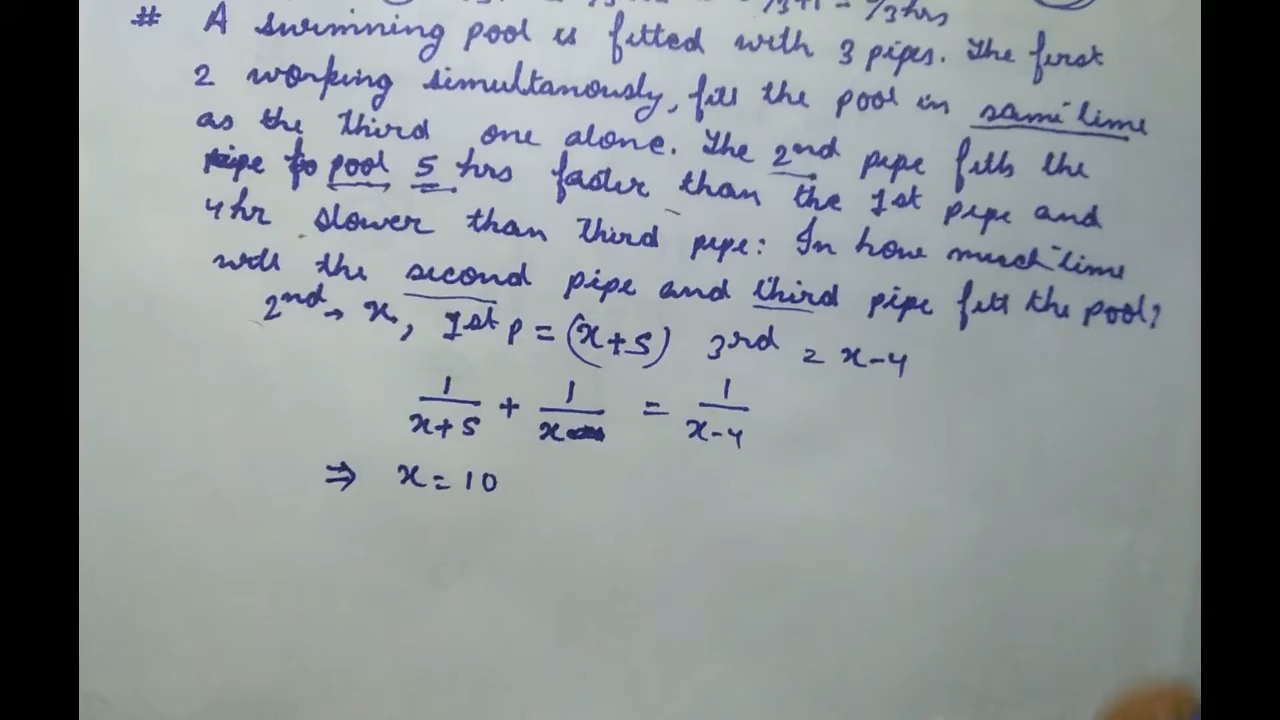 # A swimming pool is fitted with 3 pipes. The first
2 working simultanously, fill the pool in same time
as the third one alone. The 2nd pipe fills the
pipe fo pool 5 hrs faster than the 1st pipe and
4hr slower than third pipe: In how much time
will the second pipe and third pipe fill the pool?
2nd → x, 1st p = (x+5) 3rd = x-4
1/x+5 + 1/x = 1/x-4
⇒ x = 10